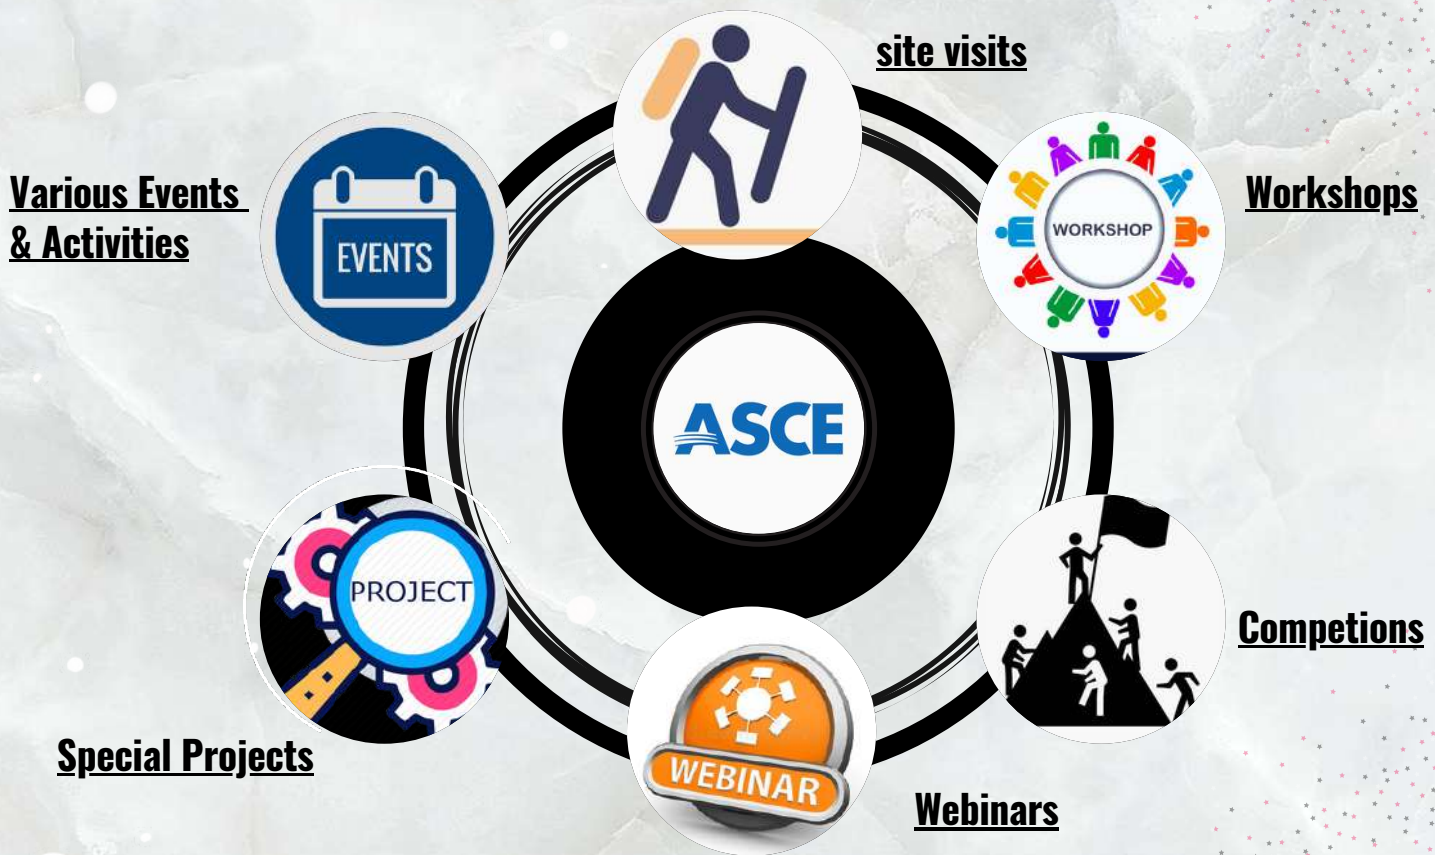 site visits
Various Events
& Activities
EVENTS
WORKSHOP
Workshops
ASCE
PROJECT
Competions
Special Projects
WEBINAR
Webinars